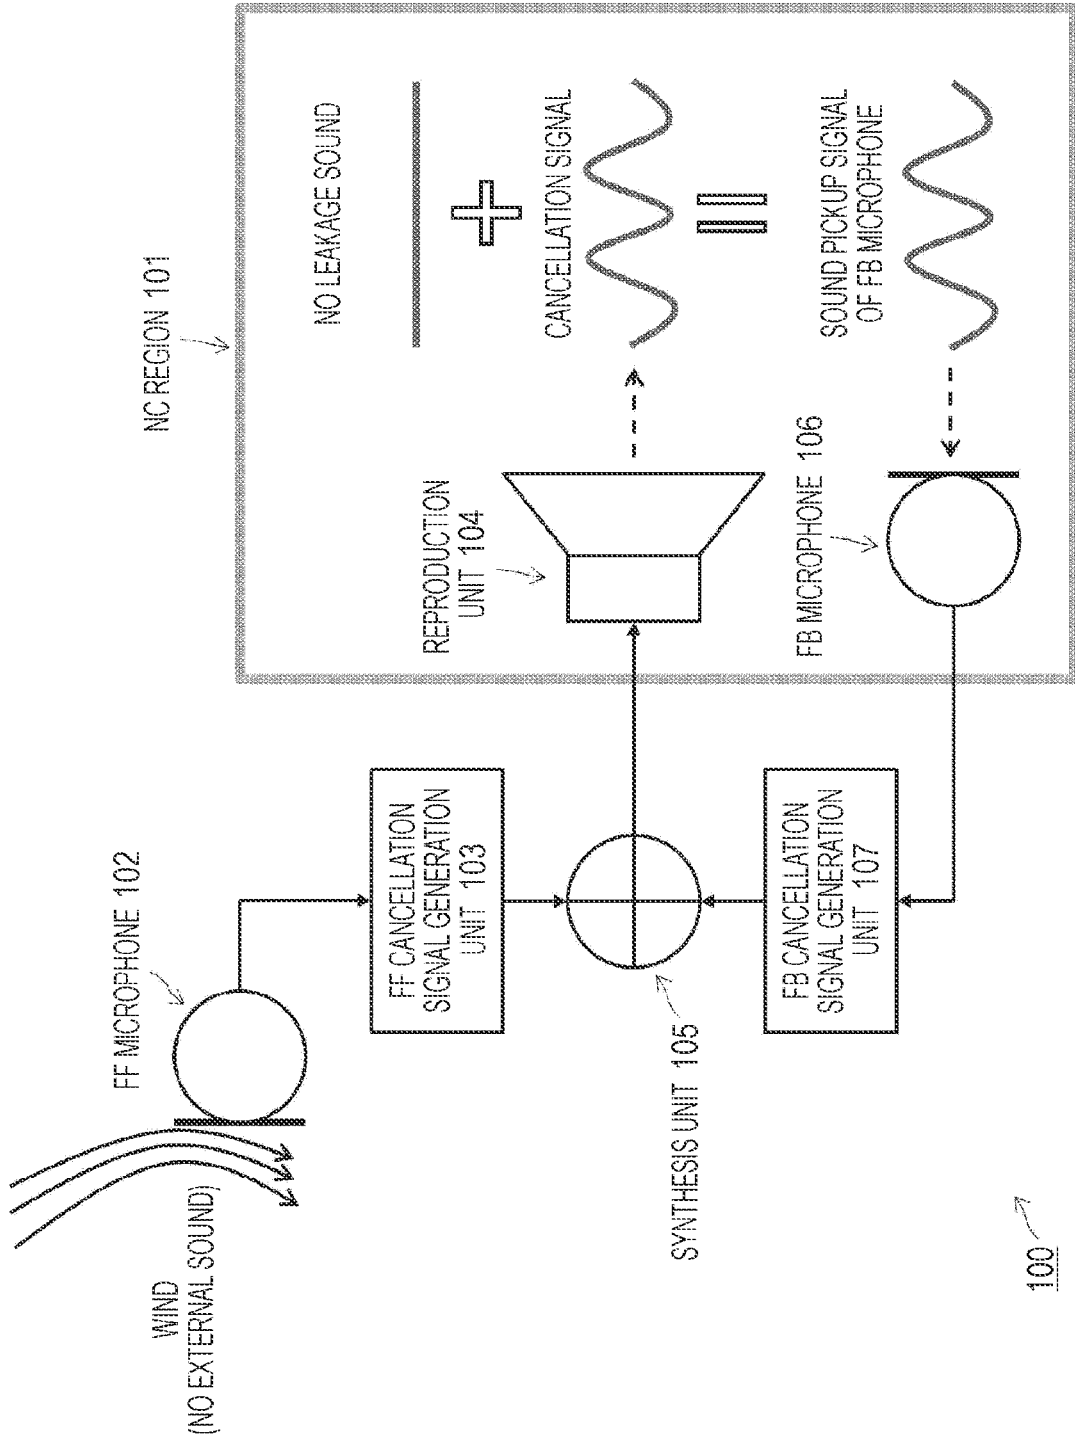 WIND
(NO EXTERNAL SOUND)
FF MICROPHONE 102
NC REGION 101
FF CANCELLATION
SIGNAL GENERATION
UNIT 103
SYNTHESIS UNIT 105
FB CANCELLATION
SIGNAL GENERATION
UNIT 107
REPRODUCTION
UNIT 104
FB MICROPHONE 106
NO LEAKAGE SOUND
+
CANCELLATION SIGNAL
=
SOUND PICKUP SIGNAL
OF FB MICROPHONE
100